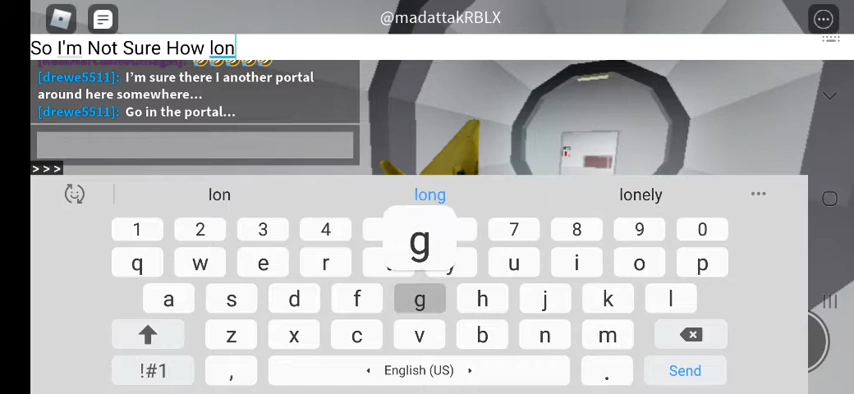 @madattakRBLX
So I'm Not Sure How lon
[drewe5511]: I'm sure there I another portal
around here somewhere...
[drewe5511]: Go in the portal...
>>>
lon long lonely
1 2 3 4 7 8 9 0
g
q w e r y u i o p
a s d f g h j k l
z x c v b n m
!#1 , English (US) . Send